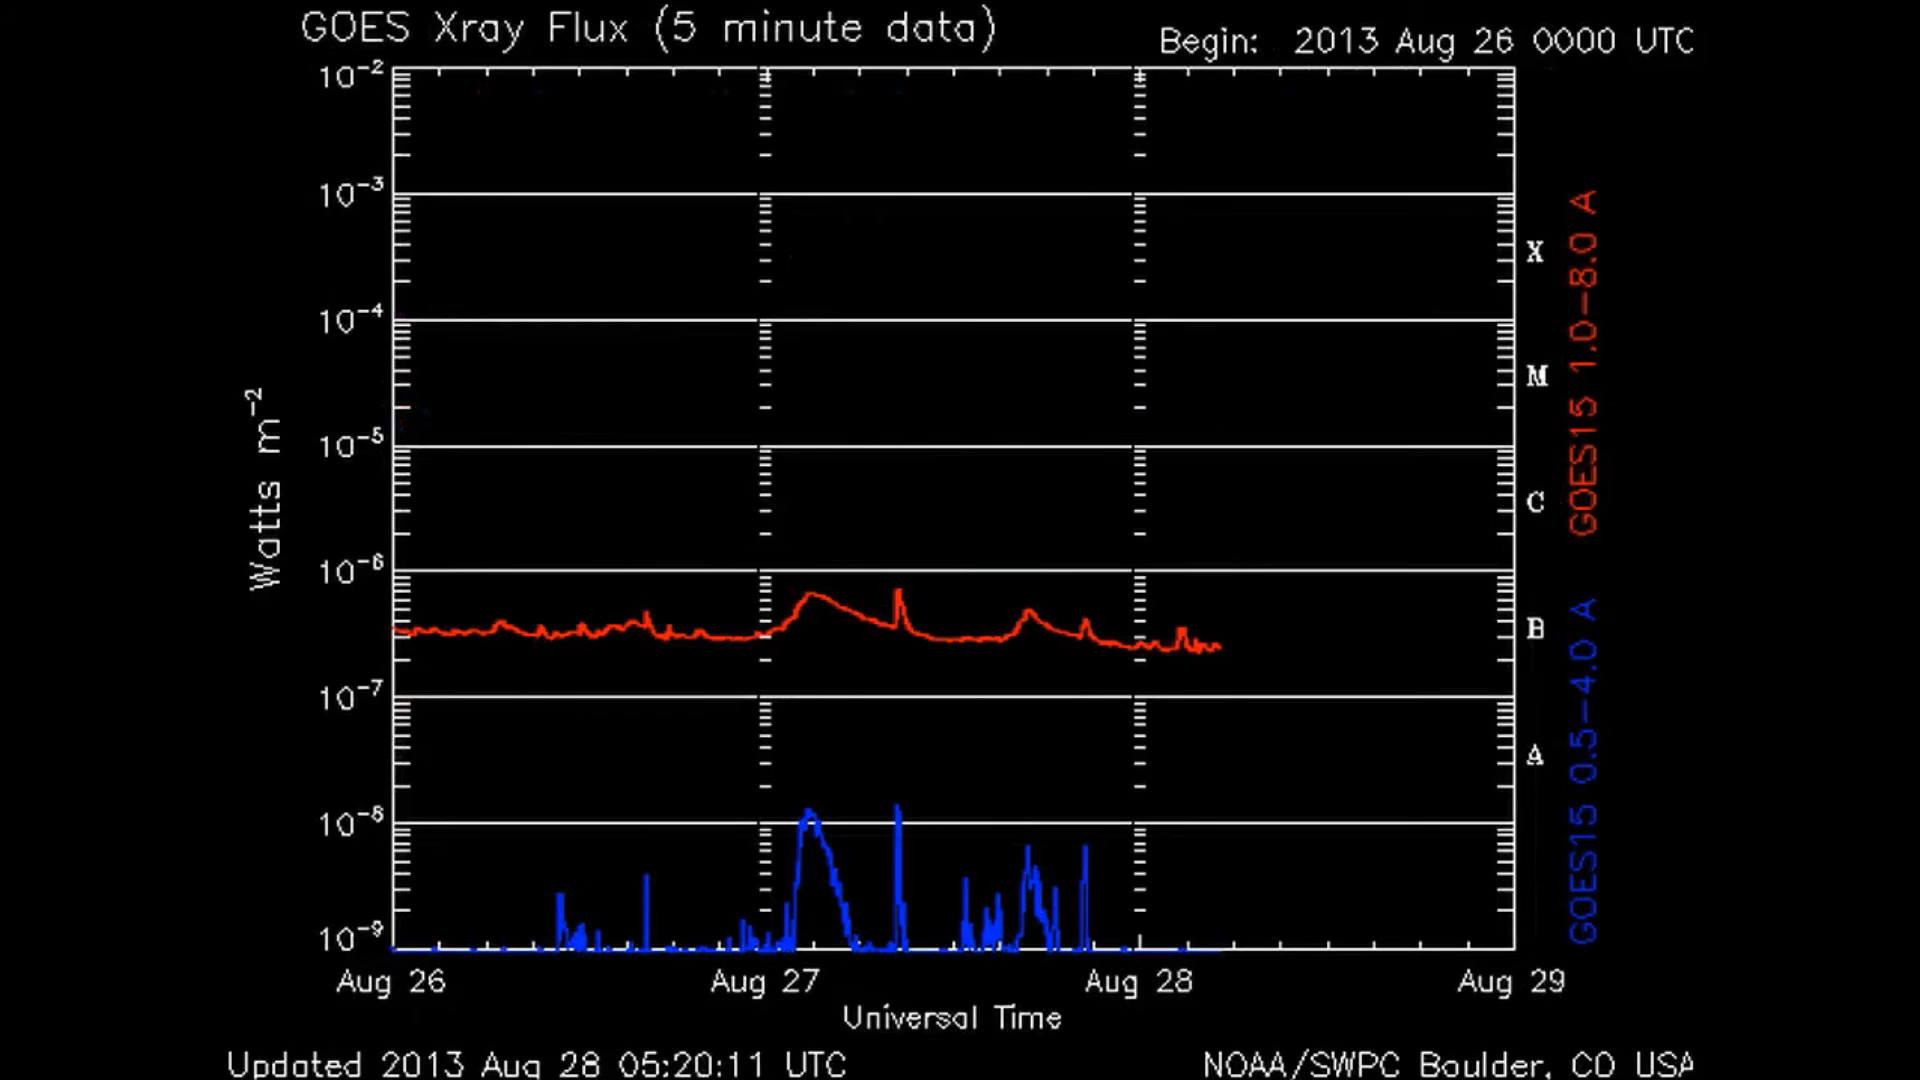 GOES Xray Flux (5 minute data)
Begin: 2013 Aug 26 0000 UTC
10⁻²
10⁻³
10⁻⁴
10⁻⁵
10⁻⁶
10⁻⁷
10⁻⁸
10⁻⁹
Watts m⁻²
X
M
C
B
A
GOES15 1.0-8.0 A
GOES15 0.5-4.0 A
Aug 26 Aug 27 Aug 28 Aug 29
Universal Time
Updated 2013 Aug 28 05:20:11 UTC
NOAA/SWPC Boulder, CO USA